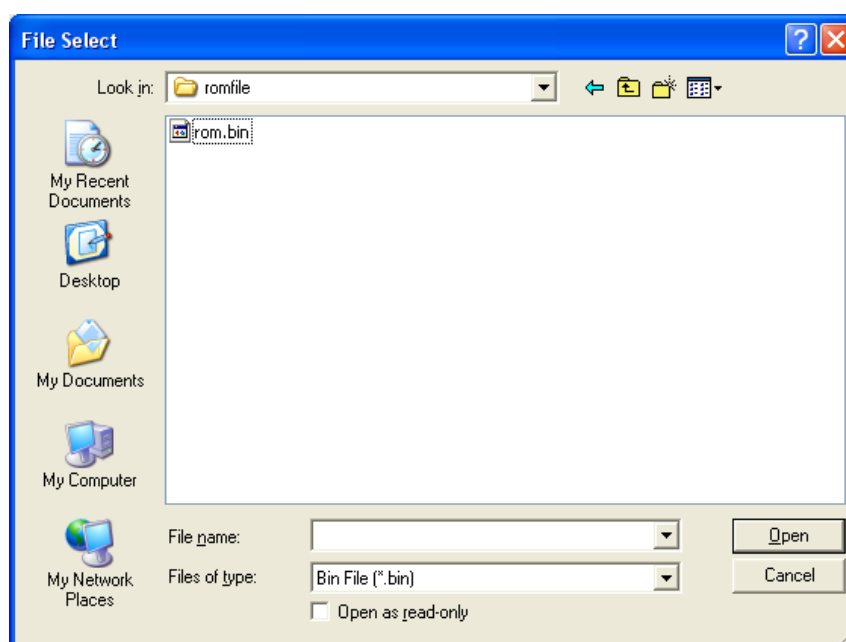 File Select
Look in: romfile
rom.bin
My Recent
Documents
Desktop
My Documents
My Computer
My Network
Places
File name:
Open
Files of type: Bin File (*.bin)
Cancel
Open as read-only